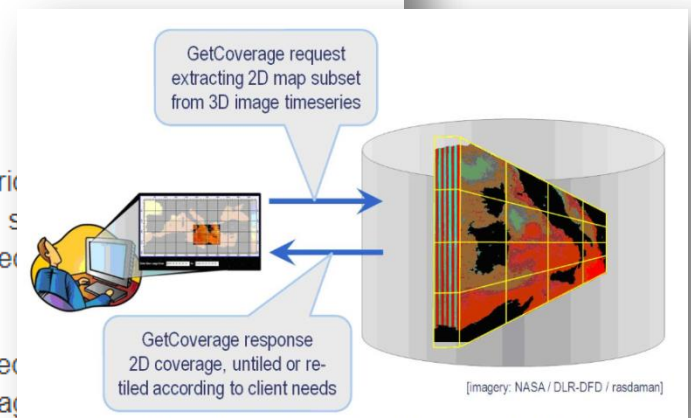 GetCoverage request
extracting 2D map subset
from 3D image timeseries
GetCoverage response
2D coverage, untiled or re-
tiled according to client needs
[imagery: NASA / DLR-DFD / rasdaman]